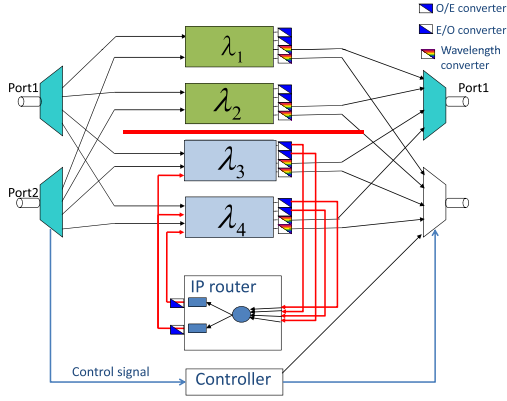 O/E converter
E/O converter
Wavelength
converter
Port1
Port1
Port2
λ1
λ2
λ3
λ4
IP router
Control signal
Controller